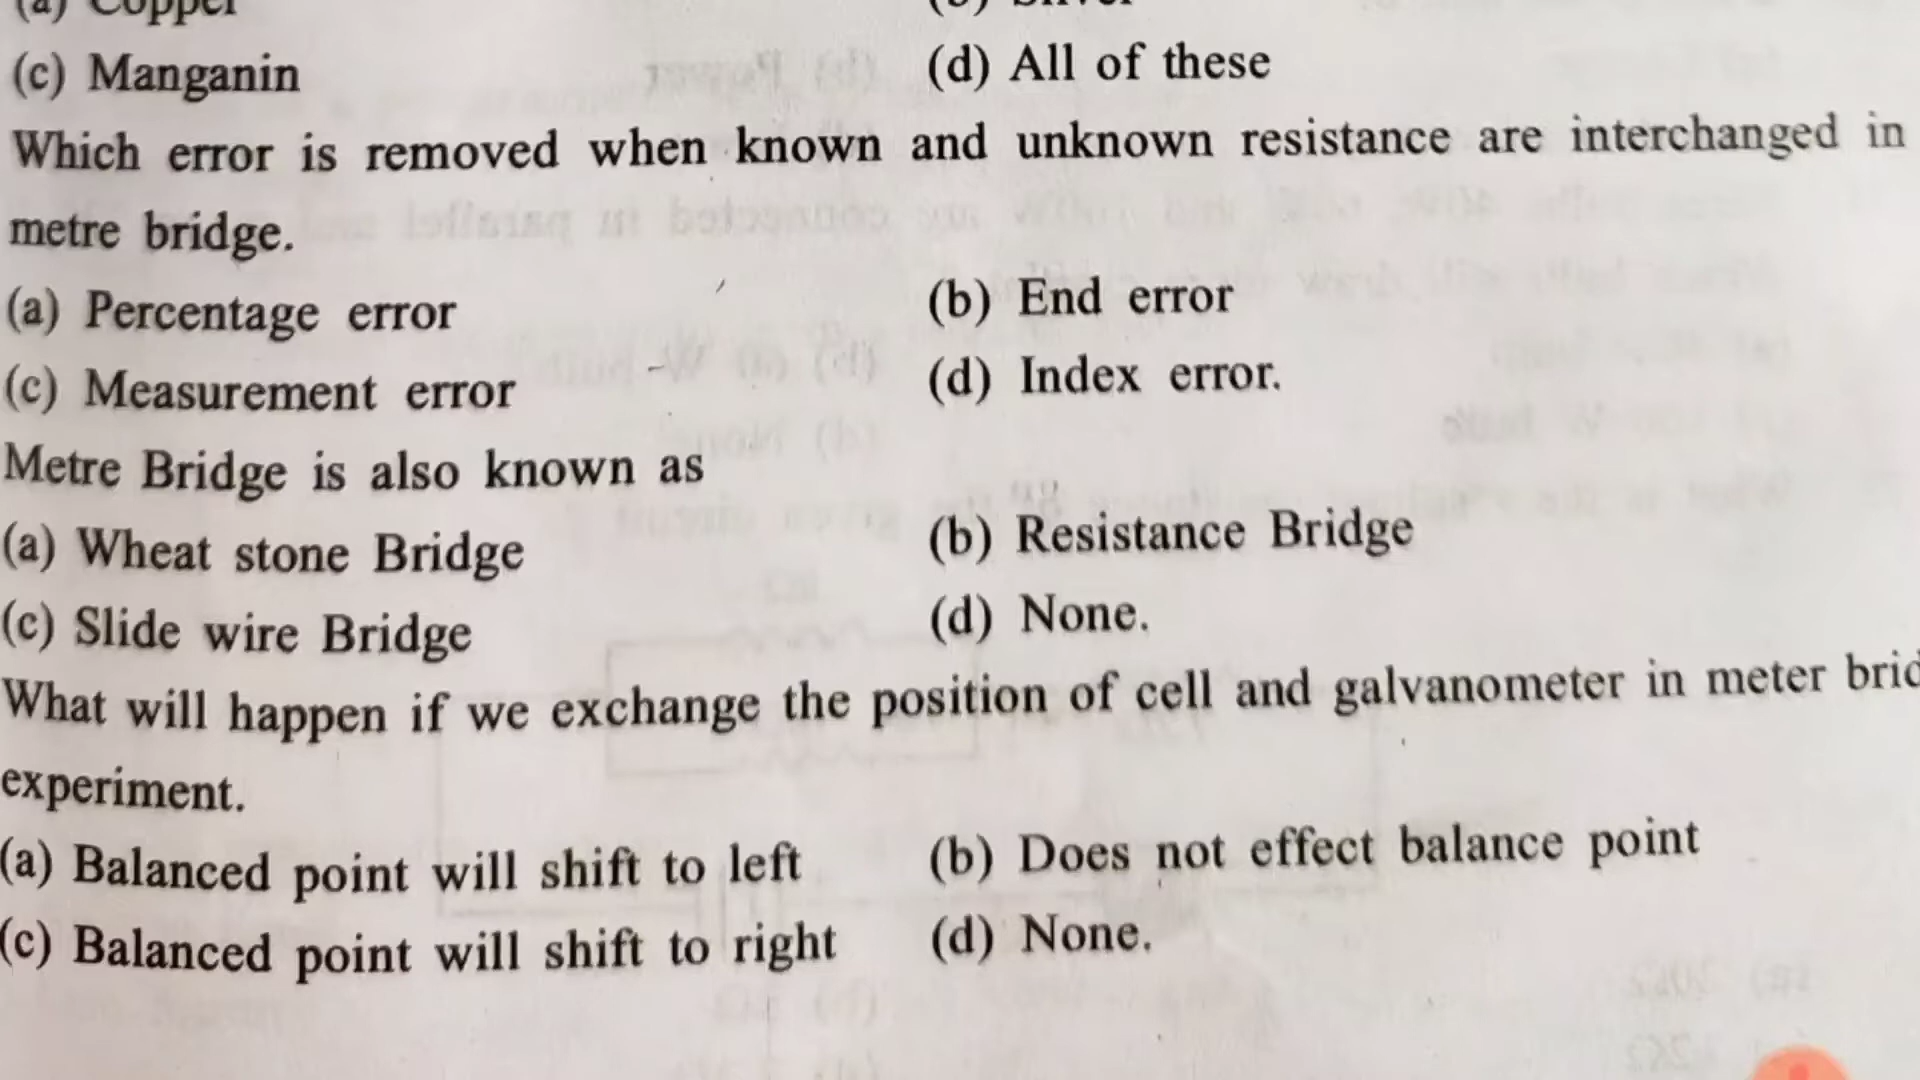 (a) Copper (b) Silver
(c) Manganin (d) All of these
Which error is removed when known and unknown resistance are interchanged in
metre bridge.
(a) Percentage error (b) End error
(c) Measurement error (d) Index error.
Metre Bridge is also known as
(a) Wheat stone Bridge (b) Resistance Bridge
(c) Slide wire Bridge (d) None.
What will happen if we exchange the position of cell and galvanometer in meter brid
experiment.
(a) Balanced point will shift to left (b) Does not effect balance point
(c) Balanced point will shift to right (d) None.